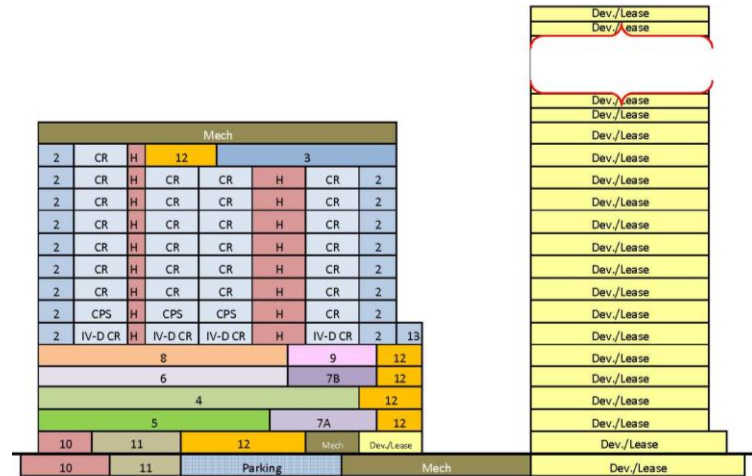 Dev./Lease
Dev./Lease
Dev./Lease
Dev./Lease
Mech Dev./Lease
2 CR H 12 3 Dev./Lease
2 CR H CR CR H CR 2 Dev./Lease
2 CR H CR CR H CR 2 Dev./Lease
2 CR H CR CR H CR 2 Dev./Lease
2 CR H CR CR H CR 2 Dev./Lease
2 CR H CR CR H CR 2 Dev./Lease
2 CR H CR CR H CR 2 Dev./Lease
2 CPS H CPS CPS H CR 2 Dev./Lease
2 IV-D CR H IV-D CR IV-D CR H IV-D CR 2 13 Dev./Lease
8 9 12 Dev./Lease
6 7B 12 Dev./Lease
4 12 Dev./Lease
5 7A 12 Dev./Lease
10 11 12 Mech Dev./Lease Dev./Lease
10 11 Parking Mech Dev./Lease